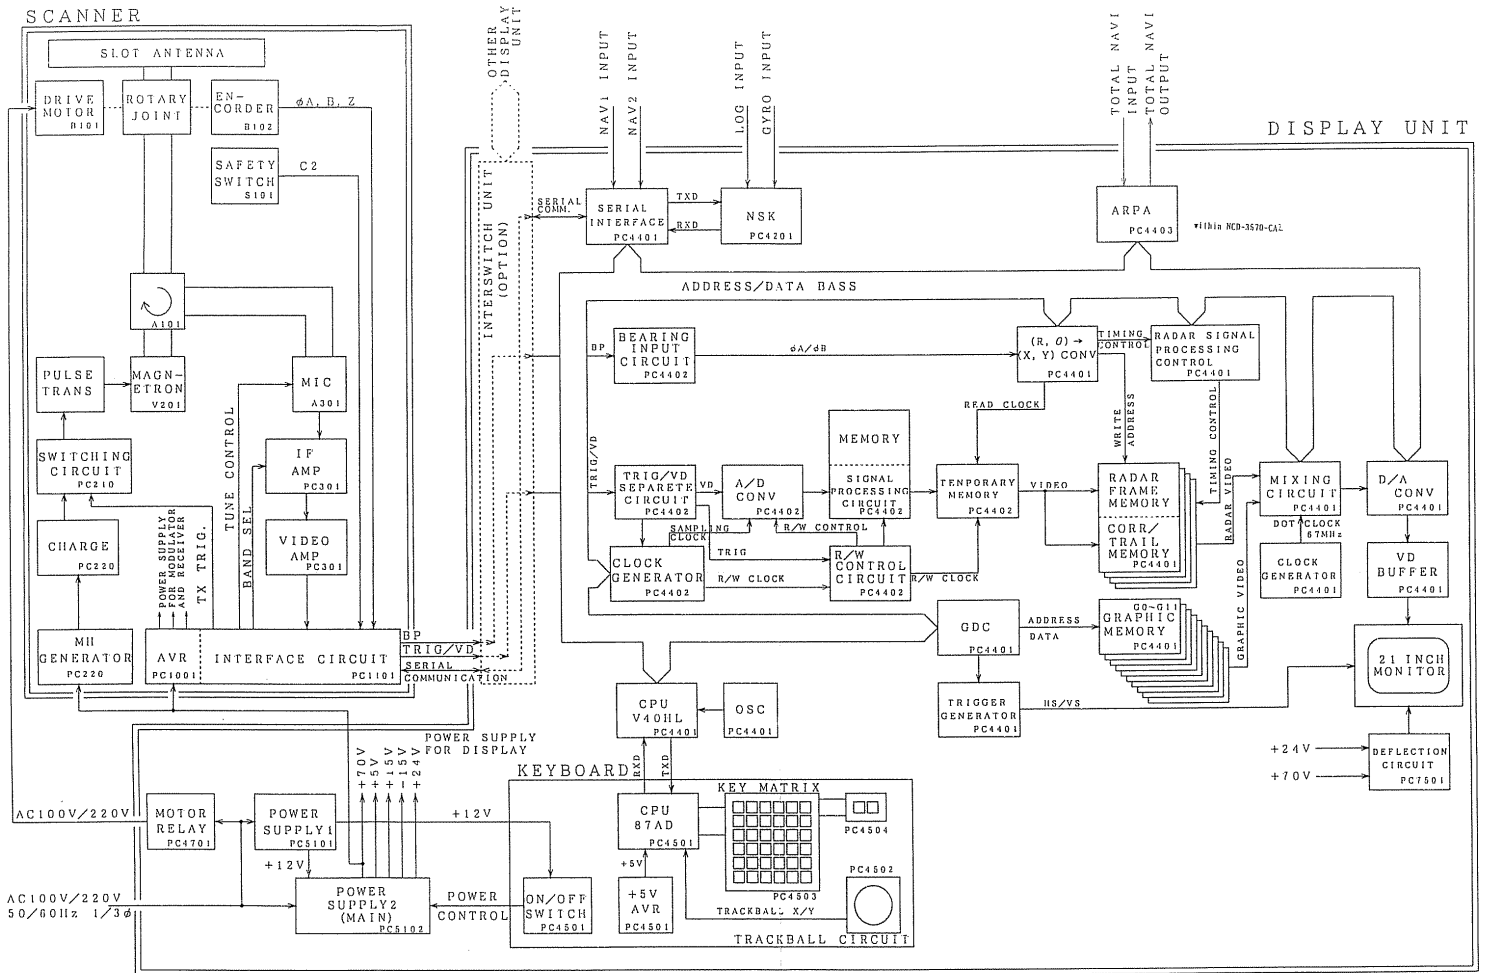 SCANNER
SLOT ANTENNA
DRIVE
MOTOR
B101
ROTARY
JOINT
EN-
CORDER
B102
φA, B, Z
SAFETY
SWITCH
S101
C2
A101
PULSE
TRANS
MAGN-
ETRON
V201
MIC
A301
SWITCHING
CIRCUIT
PC210
IF
AMP
PC301
TUNE CONTROL
BAND SEL
CHARGE
PC220
VIDEO
AMP
PC301
POWER SUPPLY
FOR MODULATOR
AND RECEIVER
TX TRIG.
MH
GENERATOR
PC220
AVR
PC1001
INTERFACE CIRCUIT
PC1101
BP
TRIG/VD
SERIAL
COMMUNICATION
OTHER
DISPLAY
UNIT
INTERSWITCH UNIT
(OPTION)
DISPLAY UNIT
NAV1 INPUT
NAV2 INPUT
LOG INPUT
GYRO INPUT
TOTAL NAVI
INPUT
TOTAL NAVI
OUTPUT
SERIAL
COMM.
SERIAL
INTERFACE
PC4401
TXD
RXD
NSK
PC4201
ARPA
PC4403
within NCD-3570-CA2
ADDRESS/DATA BASS
BP
BEARING
INPUT
CIRCUIT
PC4402
φA/φB
(R, θ) →
(X, Y) CONV
PC4401
TIMING
CONTROL
RADAR SIGNAL
PROCESSING
CONTROL
PC4401
READ CLOCK
WRITE
ADDRESS
TIMING CONTROL
TRIG/VD
TRIG/VD
SEPARETE
CIRCUIT
PC4402
VD
A/D
CONV
PC4402
MEMORY
SIGNAL
PROCESSING
CIRCUIT
PC4402
TENPORARY
MEMORY
PC4402
VIDEO
RADAR
FRAME
MEMORY
CORR/
TRAIL
MEMORY
PC4401
RADAR VIDEO
MIXING
CIRCUIT
PC4401
D/A
CONV
PC4401
SAMPLING
CLOCK
R/W CONTROL
DOT CLOCK
67MHz
CLOCK
GENERATOR
PC4402
TRIG
R/W CLOCK
R/W
CONTROL
CIRCUIT
PC4402
R/W CLOCK
CLOCK
GENERATOR
PC4401
VD
BUFFER
PC4401
GDC
PC4401
ADDRESS
DATA
G0~G11
GRAPHIC
MEMORY
PC4401
GRAPHIC VIDEO
21 INCH
MONITOR
CPU
V40HL
PC4401
OSC
PC4401
TRIGGER
GENERATOR
PC4401
HS/VS
+24V
+70V
DEFLECTION
CIRCUIT
PC7501
POWER SUPPLY
FOR DISPLAY
+70V
+5V
+15V
-15V
+24V
KEYBOARD
RXD
TXD
CPU
87AD
PC4501
KEY MATRIX
PC4503
PC4504
PC4502
+5V
+5V
AVR
PC4501
TRACKBALL X/Y
TRACKBALL CIRCUIT
AC100V/220V
MOTOR
RELAY
PC4701
POWER
SUPPLY1
PC5101
+12V
+12V
AC100V/220V
50/60Hz 1/3φ
POWER
SUPPLY2
(MAIN)
PC5102
POWER
CONTROL
ON/OFF
SWITCH
PC4501